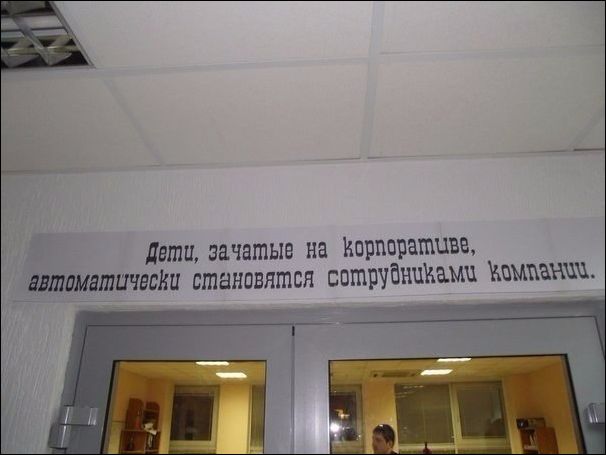 Дети, зачатые на корпоративе,
автоматически становятся сотрудниками компании.